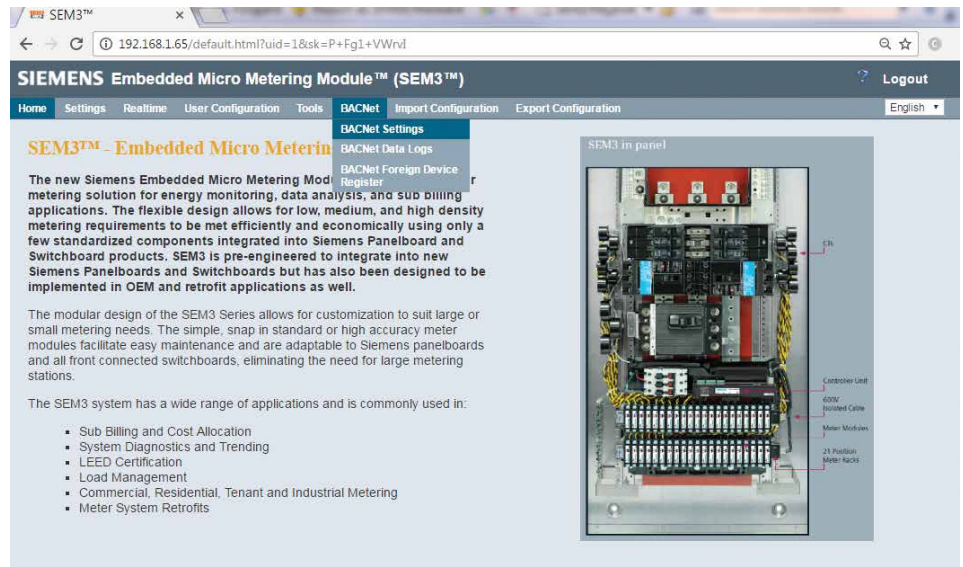 SEM3™
192.168.1.65/default.html?uid=1&sk=P+Fg1+VWrvI
SIEMENS Embedded Micro Metering Module™ (SEM3™)
? Logout
Home Settings Realtime User Configuration Tools BACNet Import Configuration Export Configuration English
BACNet Settings
BACNet Data Logs
BACNet Foreign Device
Register
SEM3™ - Embedded Micro Meterin
The new Siemens Embedded Micro Metering Mod
metering solution for energy monitoring, data analysis, and sub billing
applications. The flexible design allows for low, medium, and high density
metering requirements to be met efficiently and economically using only a
few standardized components integrated into Siemens Panelboard and
Switchboard products. SEM3 is pre-engineered to integrate into new
Siemens Panelboards and Switchboards but has also been designed to be
implemented in OEM and retrofit applications as well.
The modular design of the SEM3 Series allows for customization to suit large or
small metering needs. The simple, snap in standard or high accuracy meter
modules facilitate easy maintenance and are adaptable to Siemens panelboards
and all front connected switchboards, eliminating the need for large metering
stations.
The SEM3 system has a wide range of applications and is commonly used in:
Sub Billing and Cost Allocation
System Diagnostics and Trending
LEED Certification
Load Management
Commercial, Residential, Tenant and Industrial Metering
Meter System Retrofits
SEM3 in panel
CTs
Controller Unit
600V
Isolated Cable
Meter Modules
21 Position
Meter Racks